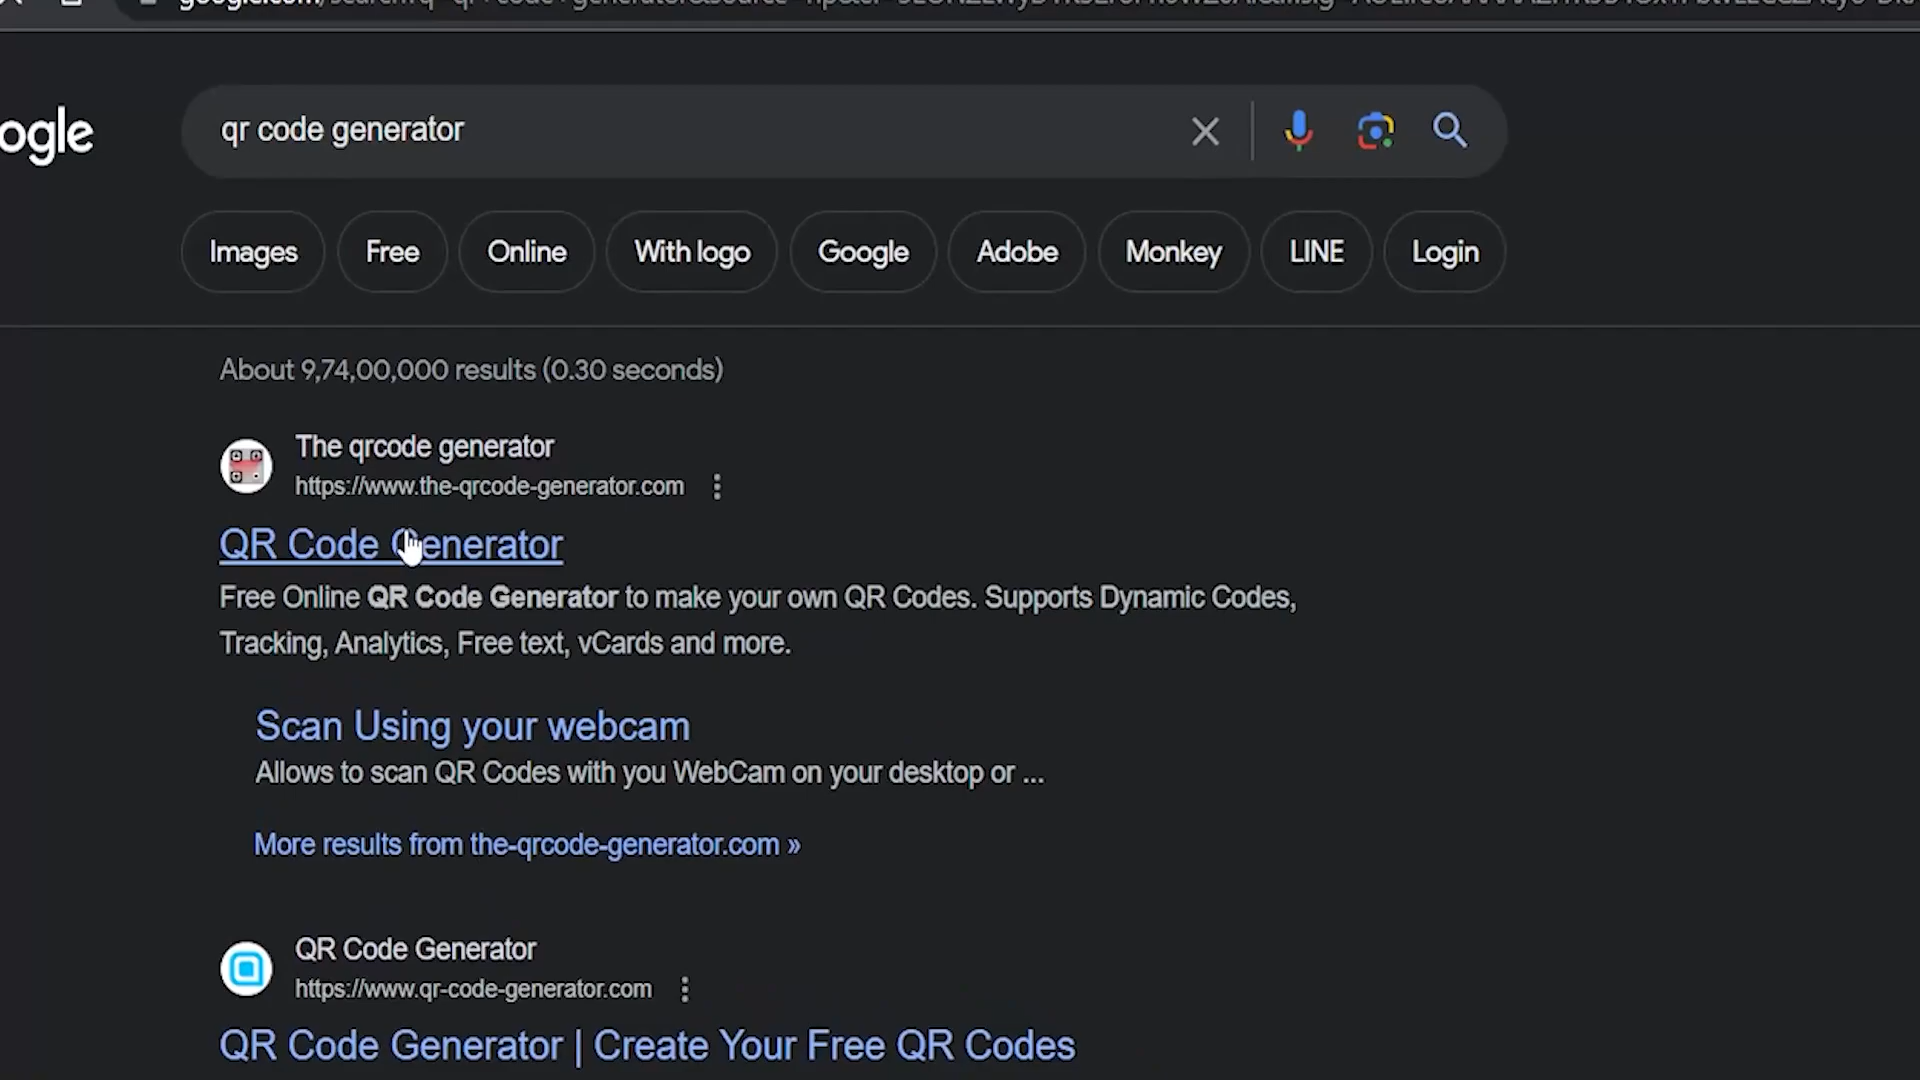 ogle
qr code generator
Images Free Online With logo Google Adobe Monkey LINE Login
About 9,74,00,000 results (0.30 seconds)
The qrcode generator
https://www.the-qrcode-generator.com
QR Code Generator
Free Online QR Code Generator to make your own QR Codes. Supports Dynamic Codes,
Tracking, Analytics, Free text, vCards and more.
Scan Using your webcam
Allows to scan QR Codes with you WebCam on your desktop or ...
More results from the-qrcode-generator.com »
QR Code Generator
https://www.qr-code-generator.com
QR Code Generator | Create Your Free QR Codes